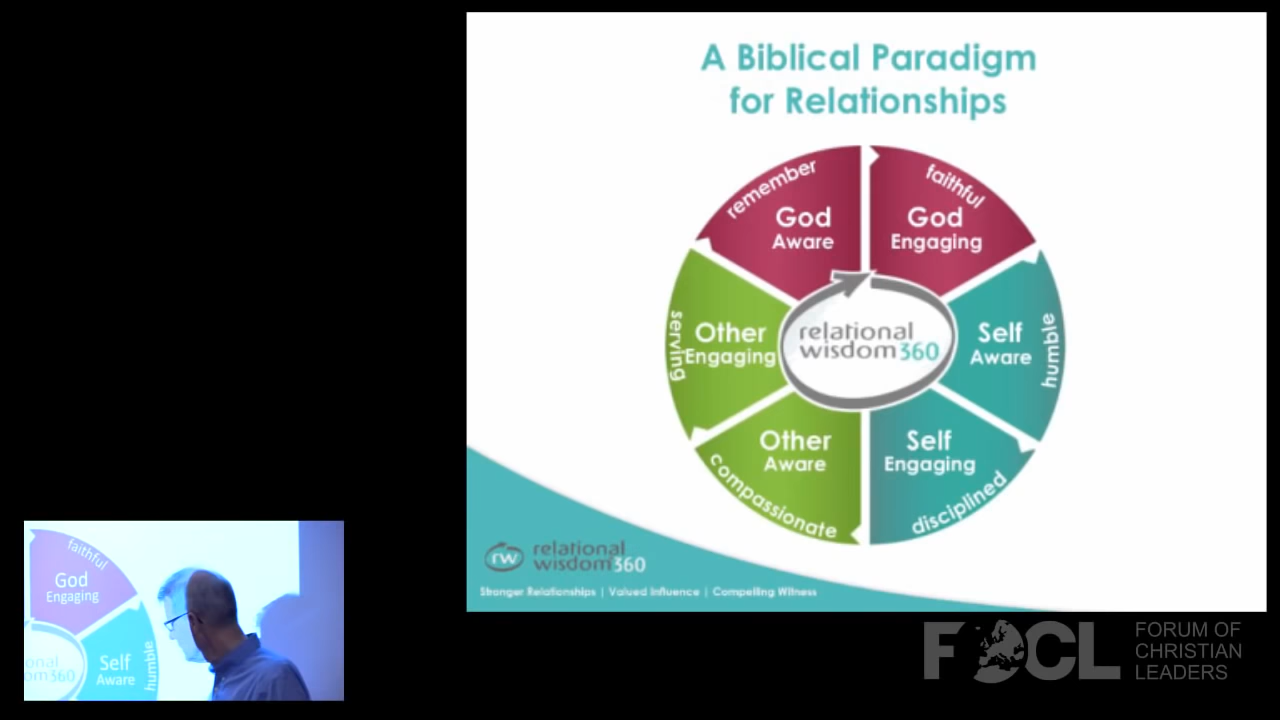 A Biblical Paradigm
for Relationships
remember
God
Aware
faithful
God
Engaging
humble
Self
Aware
disciplined
Self
Engaging
compassionate
Other
Aware
serving
Other
Engaging
relational
wisdom360
rw
relational
wisdom360
Stronger Relationships | Valued Influence | Compelling Witness
faithful
God
Engaging
onal
om360
Self
Aware
humble
FOCL
FORUM OF
CHRISTIAN
LEADERS